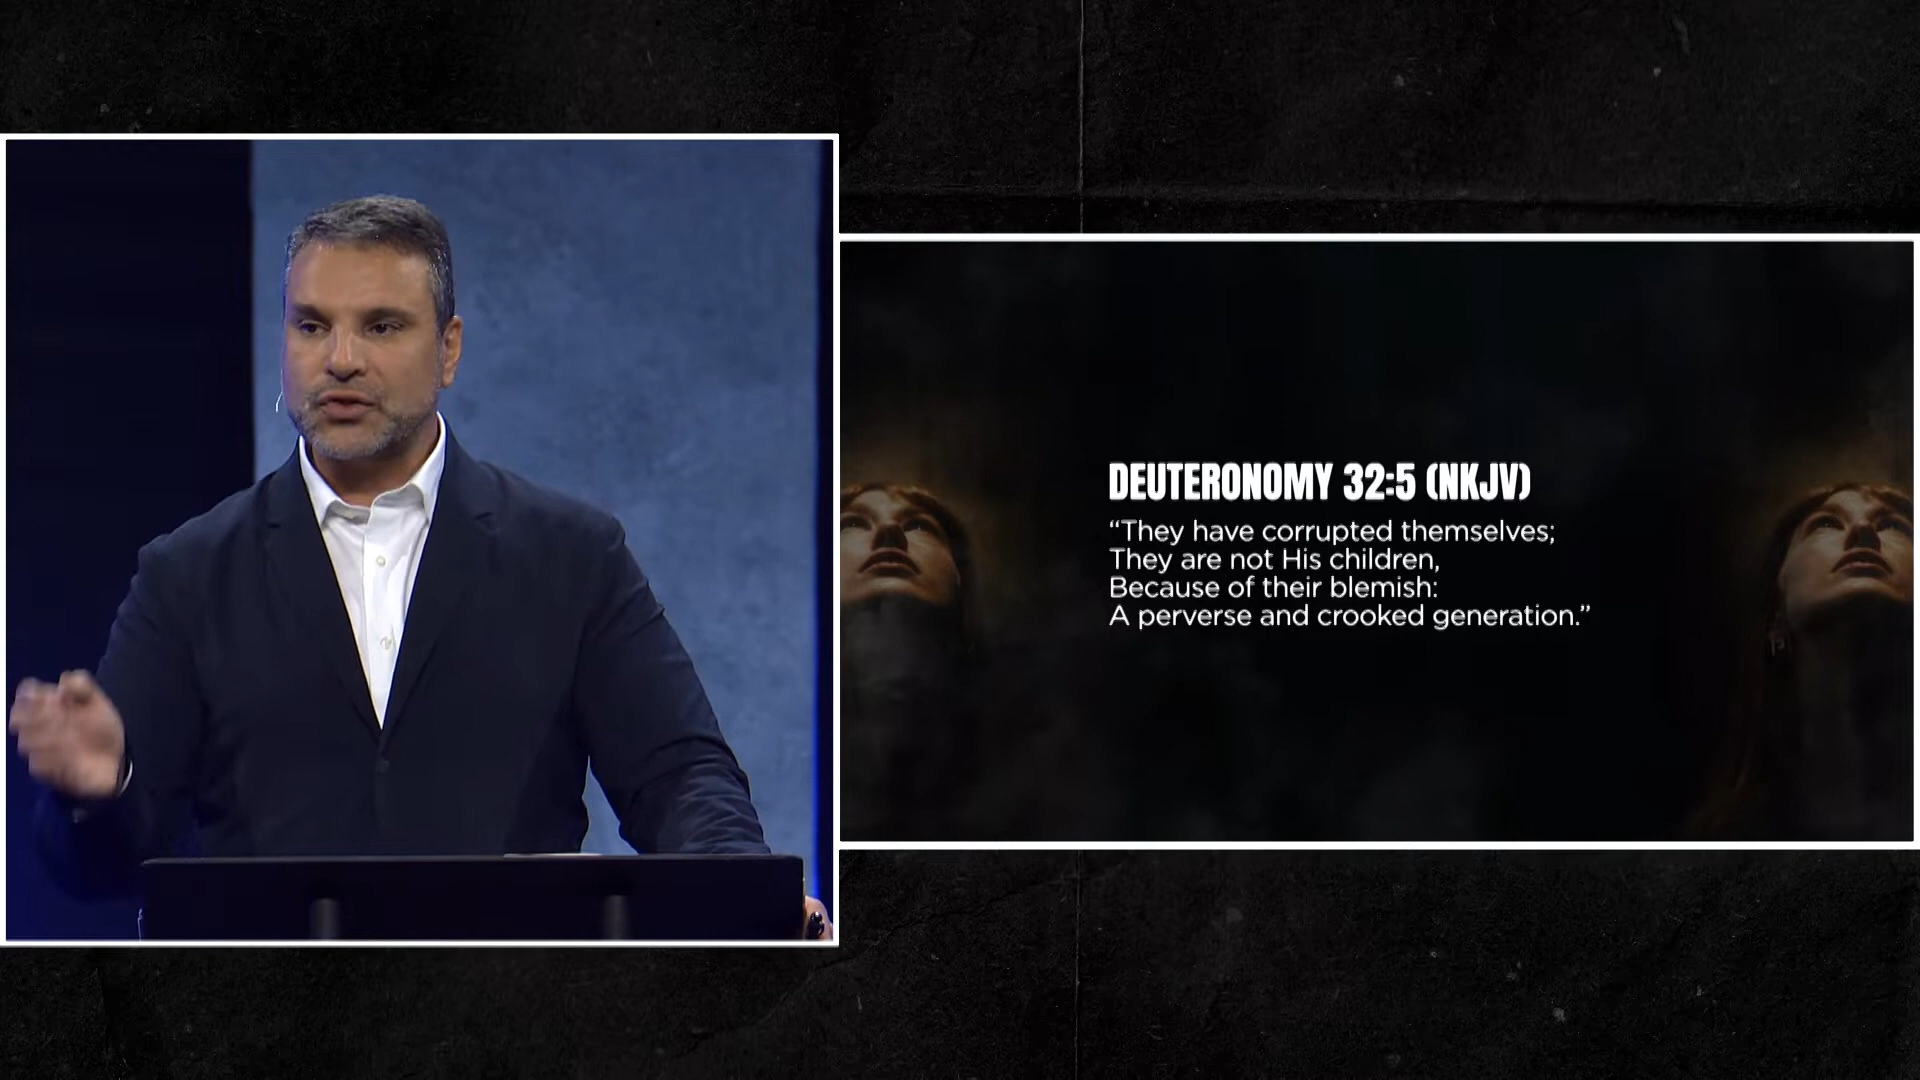 DEUTERONOMY 32:5 (NKJV)
“They have corrupted themselves;
They are not His children,
Because of their blemish:
A perverse and crooked generation.”